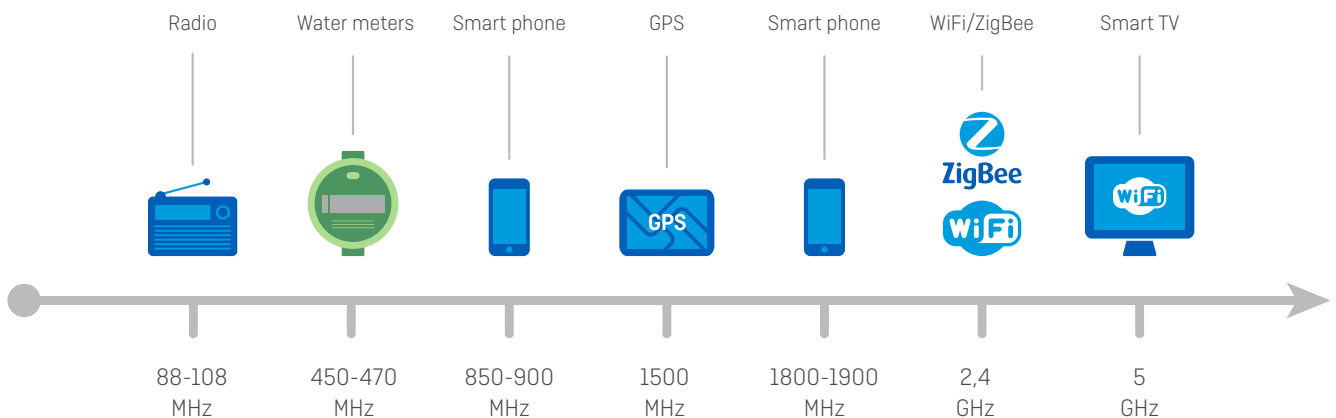 Radio Water meters Smart phone GPS Smart phone WiFi/ZigBee Smart TV
Z
ZigBee
WiFi
GPS
WiFi
88-108 450-470 850-900 1500 1800-1900 2,4 5
MHz MHz MHz MHz MHz GHz GHz